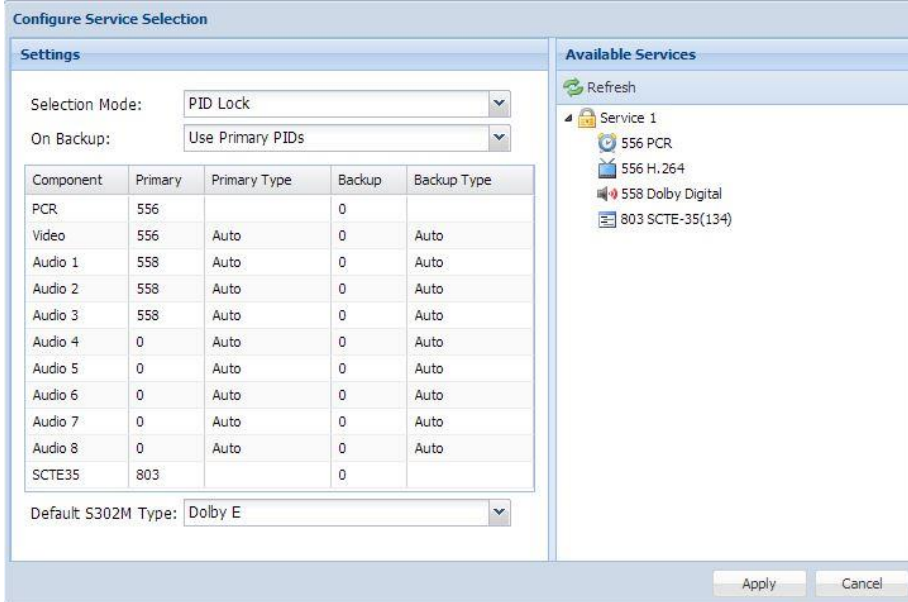 Configure Service Selection
Settings
Selection Mode: PID Lock
On Backup: Use Primary PIDs
Component Primary Primary Type Backup Backup Type
PCR 556 0
Video 556 Auto 0 Auto
Audio 1 558 Auto 0 Auto
Audio 2 558 Auto 0 Auto
Audio 3 558 Auto 0 Auto
Audio 4 0 Auto 0 Auto
Audio 5 0 Auto 0 Auto
Audio 6 0 Auto 0 Auto
Audio 7 0 Auto 0 Auto
Audio 8 0 Auto 0 Auto
SCTE35 803 0
Default S302M Type: Dolby E
Available Services
Refresh
Service 1
556 PCR
556 H.264
558 Dolby Digital
803 SCTE-35(134)
Apply Cancel